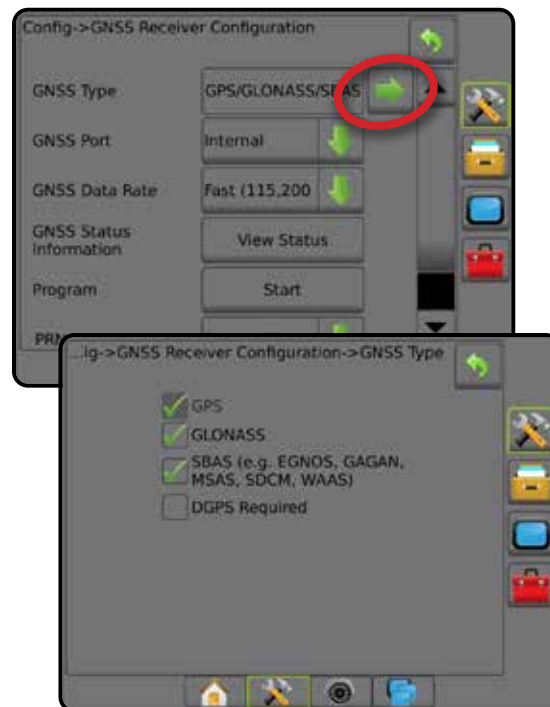 Config->GNSS Receiver Configuration
GNSS Type
GPS/GLONASS/SBAS
GNSS Port
Internal
GNSS Data Rate
Fast (115,200
GNSS Status
Information
View Status
Program
Start
PRN
...ig->GNSS Receiver Configuration->GNSS Type
GPS
GLONASS
SBAS (e.g. EGNOS, GAGAN,
MSAS, SDCM, WAAS)
DGPS Required